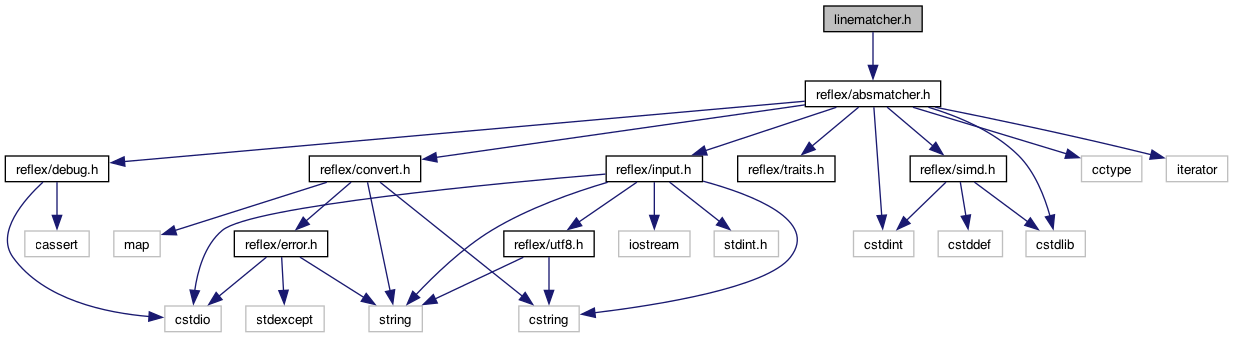 linematcher.h
reflex/absmatcher.h
reflex/debug.h
reflex/convert.h
reflex/input.h
reflex/traits.h
reflex/simd.h
cctype
iterator
cassert
map
reflex/error.h
reflex/utf8.h
iostream
stdint.h
cstdint
cstddef
cstdlib
cstdio
stdexcept
string
cstring